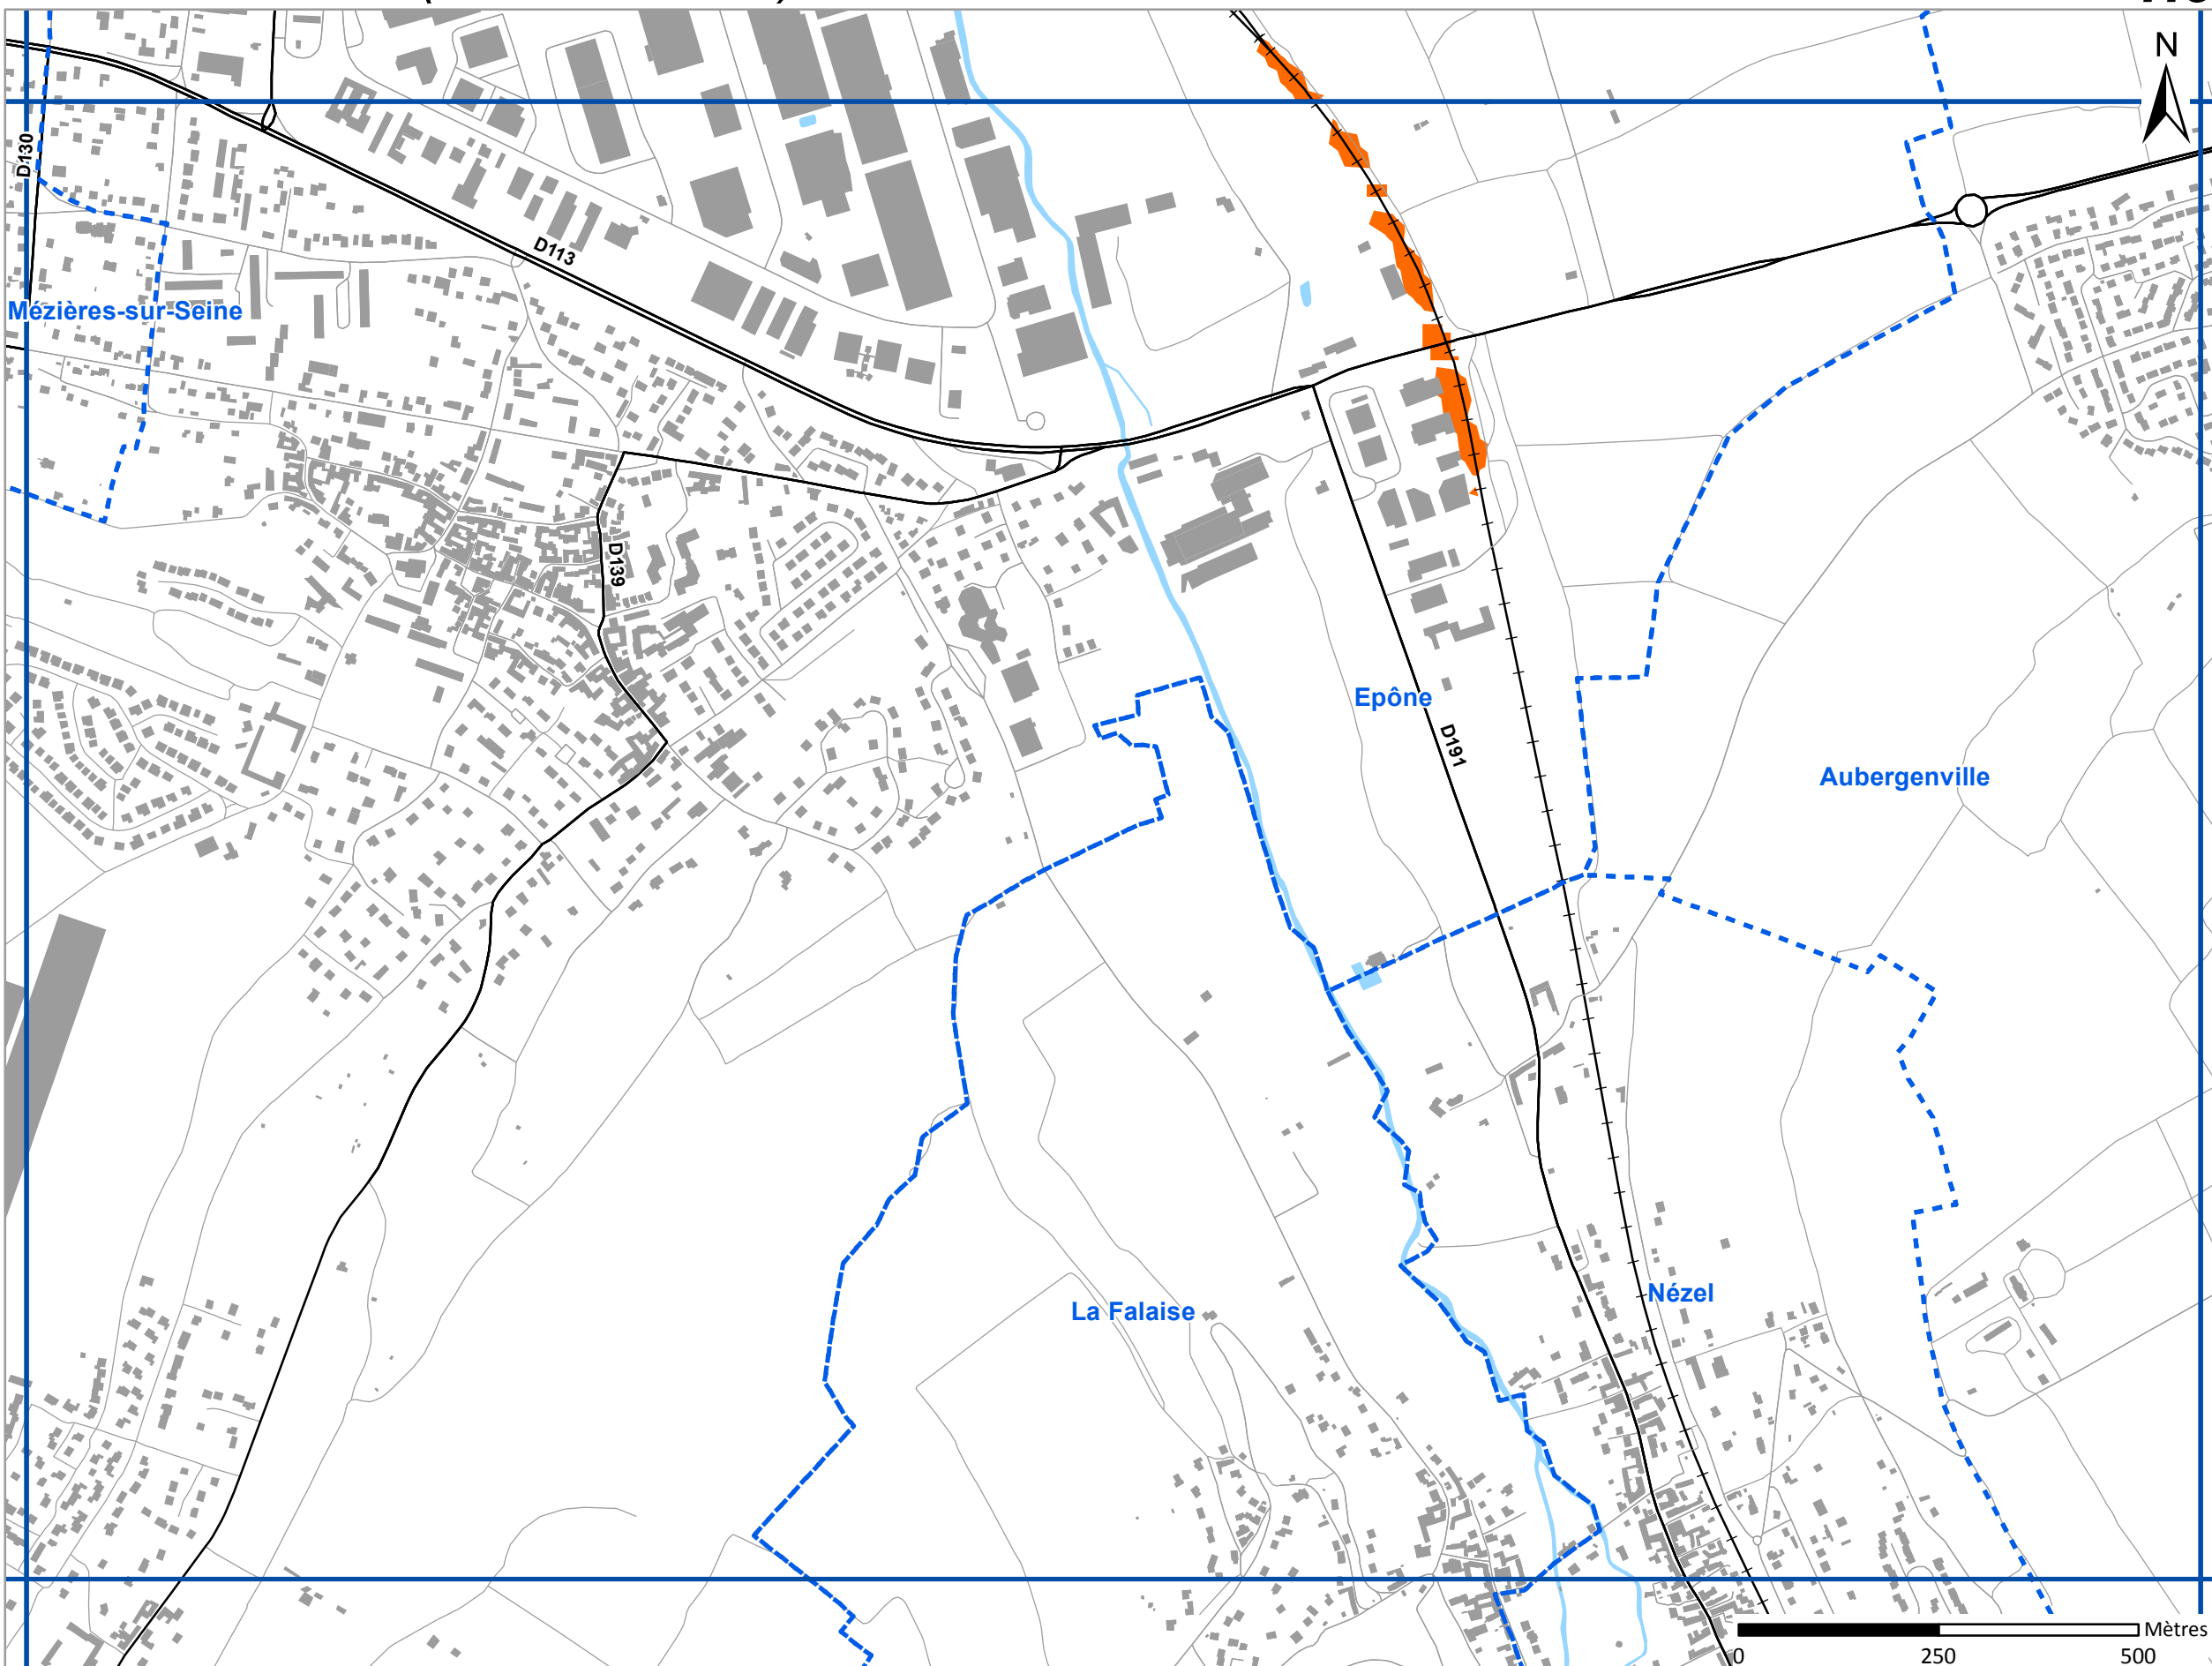 N
D130
D113
Mézières-sur-Seine
D139
Epône
D191
Aubergenville
La Falaise
Nézel
Mètres
0 250 500